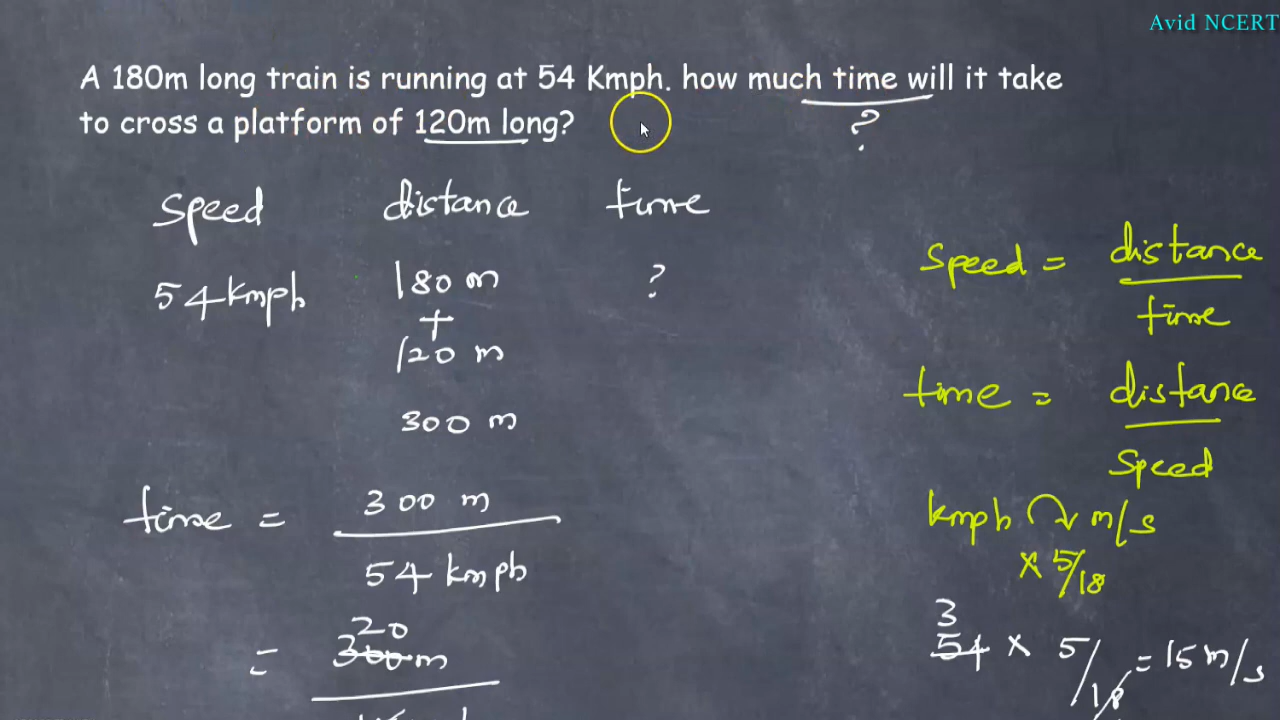 Avid NCERT
A 180m long train is running at 54 Kmph. how much time will it take
to cross a platform of 120m long?
?
Speed distance time
54 kmph 180 m ?
+
120 m
300 m
time = 300 m
54 kmph
= 20
300 m
speed = distance
time
time = distance
speed
kmph m/s
× 5/18
3
54 × 5/18 = 15 m/s